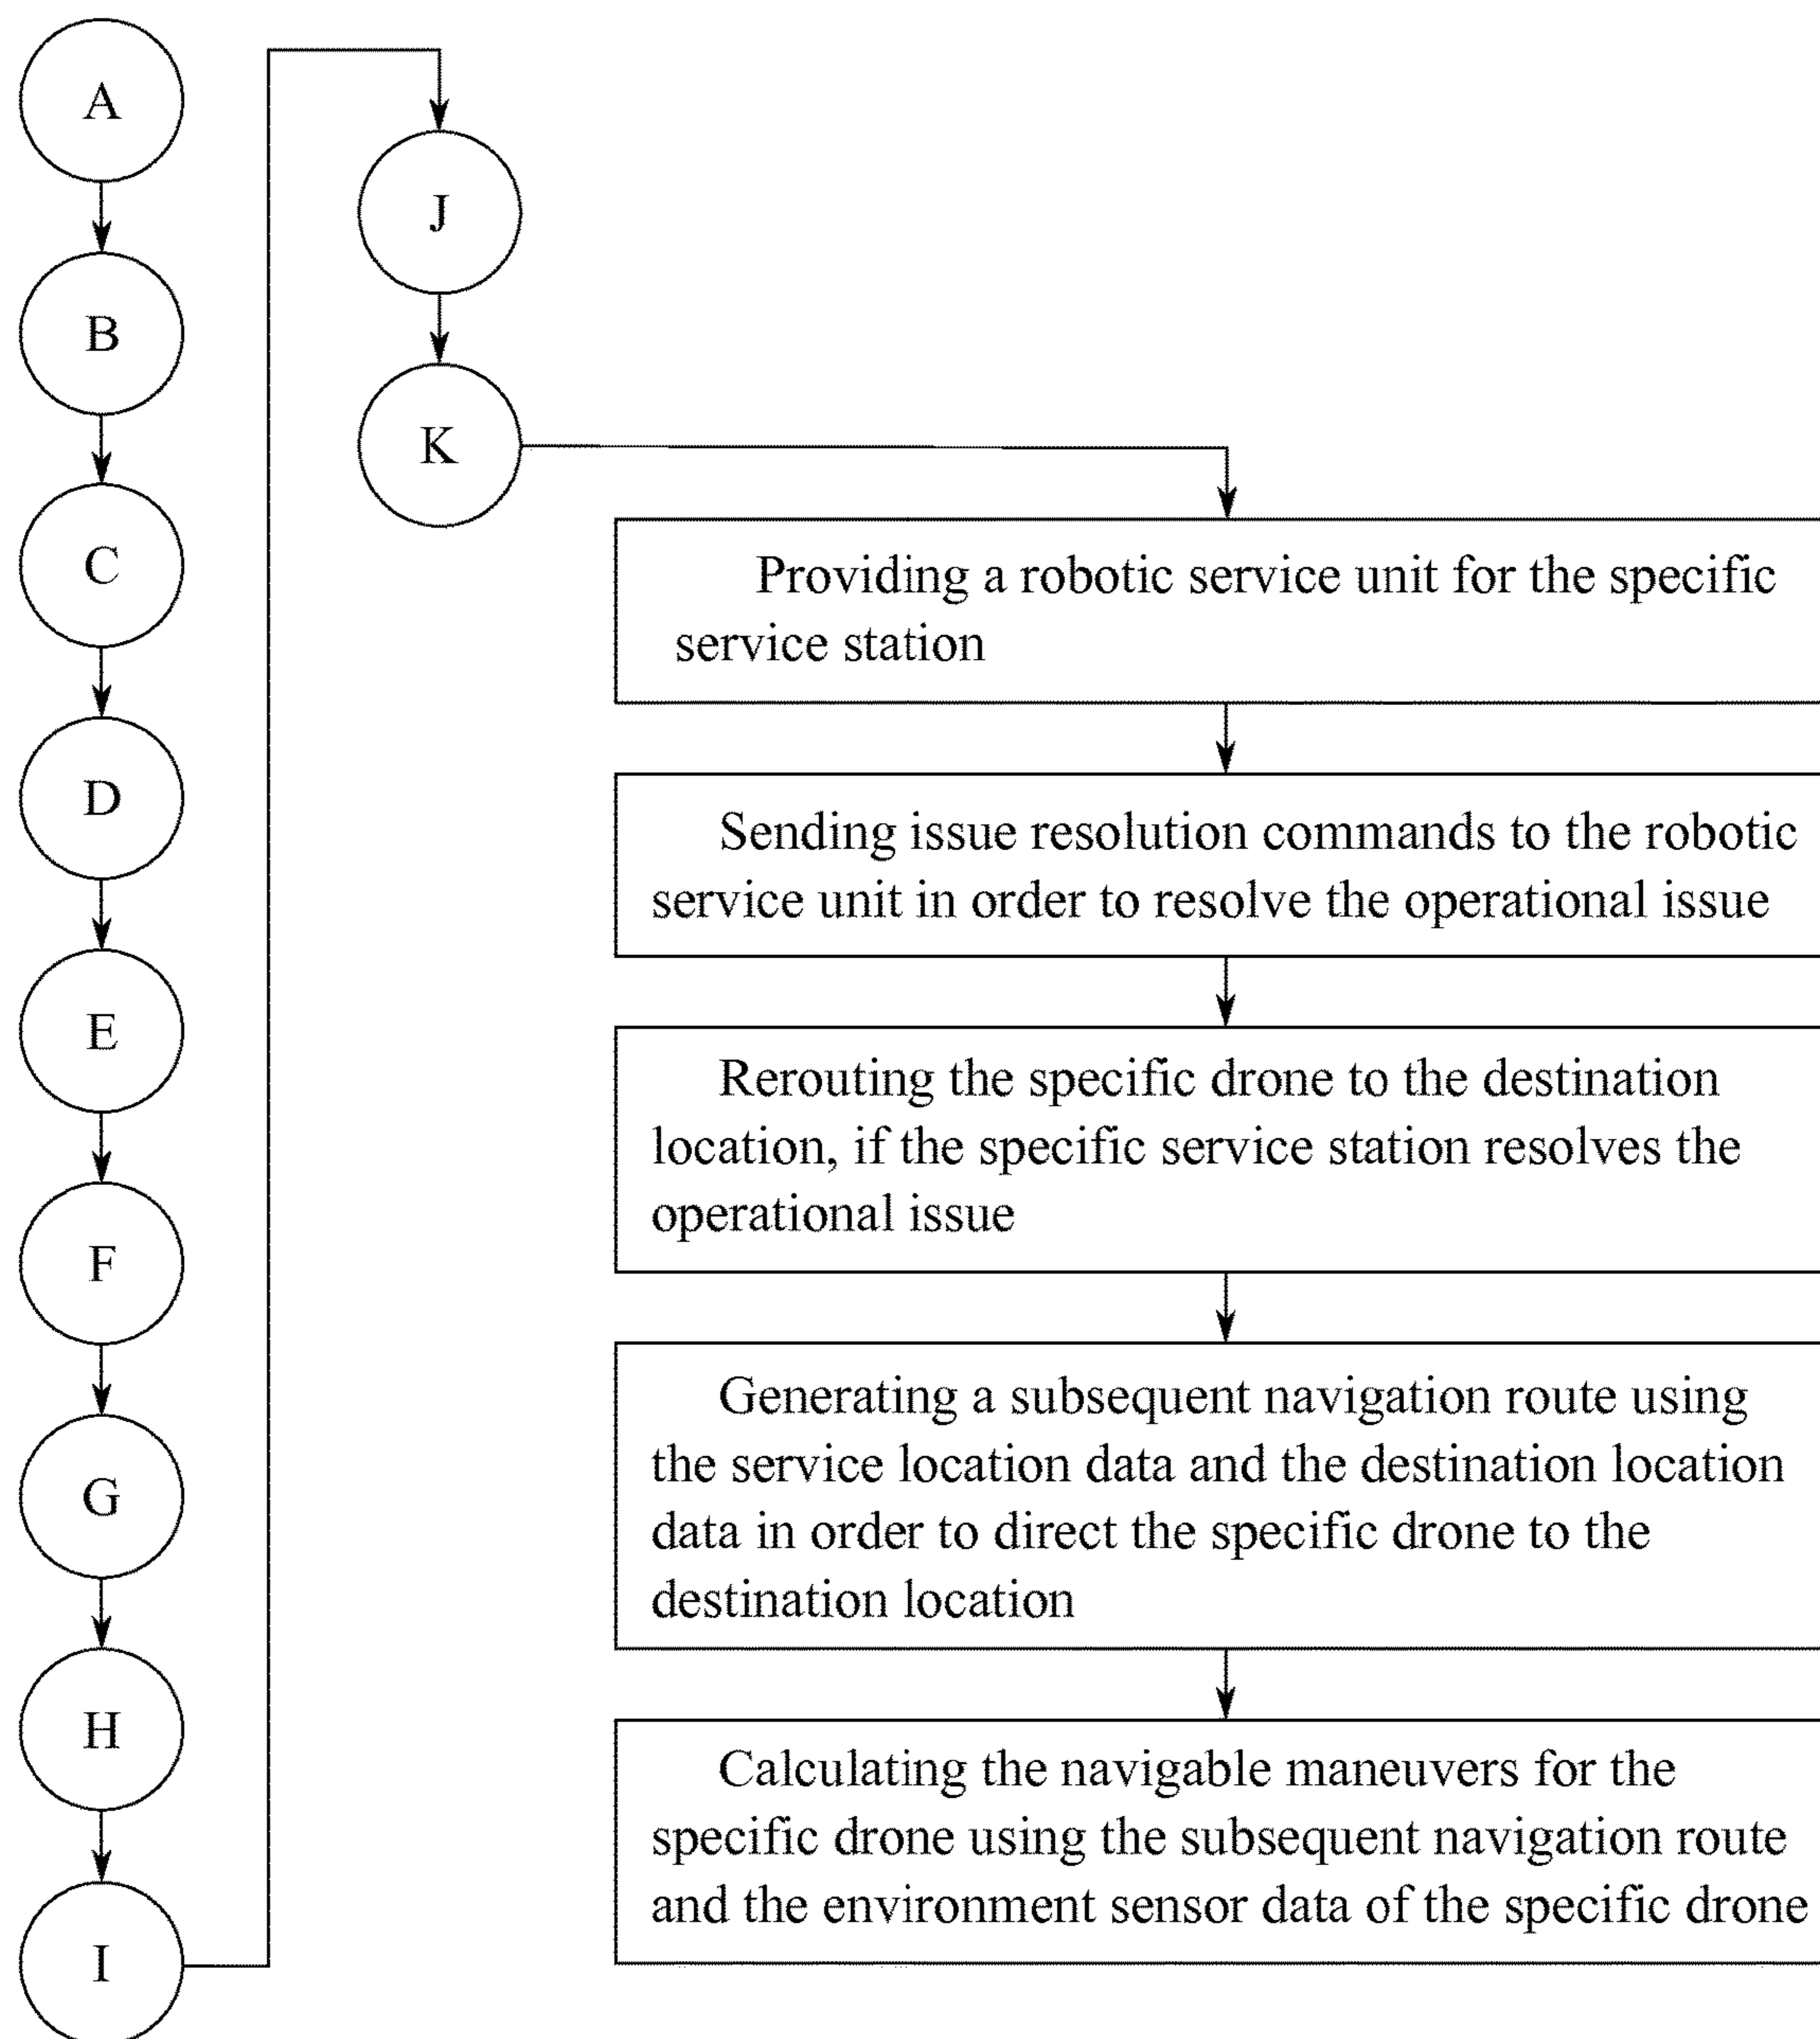 A
B
C
D
E
F
G
H
I
J
K
Providing a robotic service unit for the specific
service station
Sending issue resolution commands to the robotic
service unit in order to resolve the operational issue
Rerouting the specific drone to the destination
location, if the specific service station resolves the
operational issue
Generating a subsequent navigation route using
the service location data and the destination location
data in order to direct the specific drone to the
destination location
Calculating the navigable maneuvers for the
specific drone using the subsequent navigation route
and the environment sensor data of the specific drone